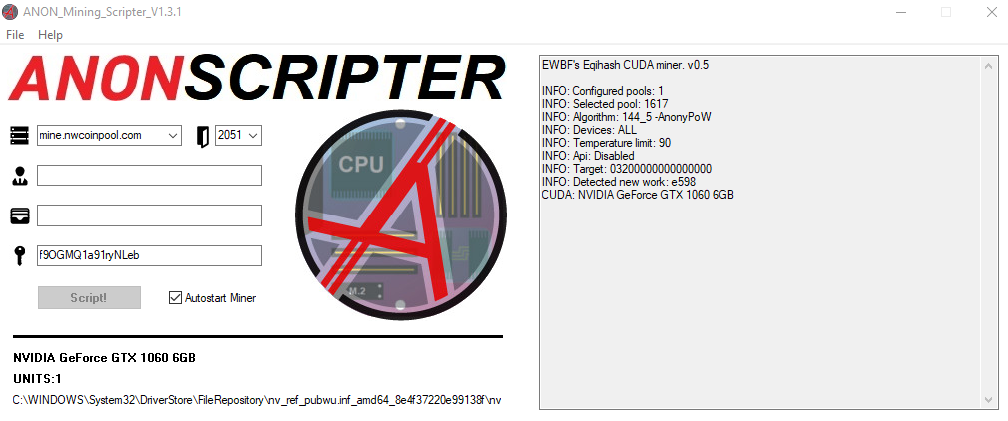 ANON_Mining_Scripter_V1.3.1
File Help
ANONSCRIPTER
mine.nwcoinpool.com 2051
f9OGMQ1a91ryNLeb
Script! Autostart Miner
CPU
M.2
NVIDIA GeForce GTX 1060 6GB
UNITS:1
C:\WINDOWS\System32\DriverStore\FileRepository\nv_ref_pubwu.inf_amd64_8e4f37220e99138f\nv
EWBF's Eqihash CUDA miner. v0.5
INFO: Configured pools: 1
INFO: Selected pool: 1617
INFO: Algorithm: 144_5 -AnonyPoW
INFO: Devices: ALL
INFO: Temperature limit: 90
INFO: Api: Disabled
INFO: Target: 03200000000000000
INFO: Detected new work: e598
CUDA: NVIDIA GeForce GTX 1060 6GB